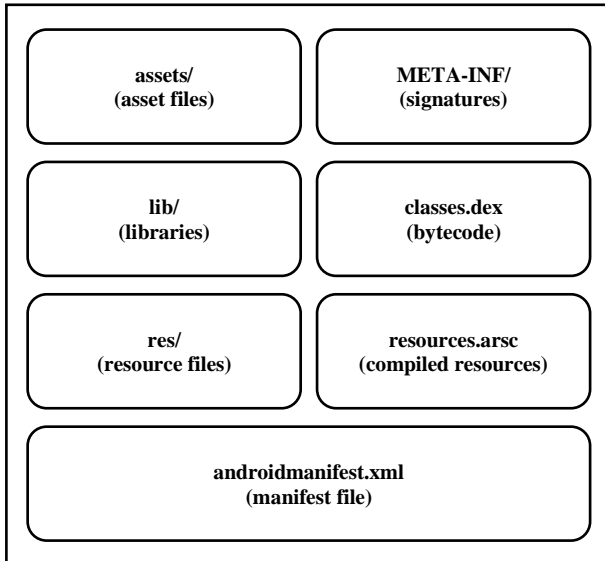 assets/
(asset files)
META-INF/
(signatures)
lib/
(libraries)
classes.dex
(bytecode)
res/
(resource files)
resources.arsc
(compiled resources)
androidmanifest.xml
(manifest file)